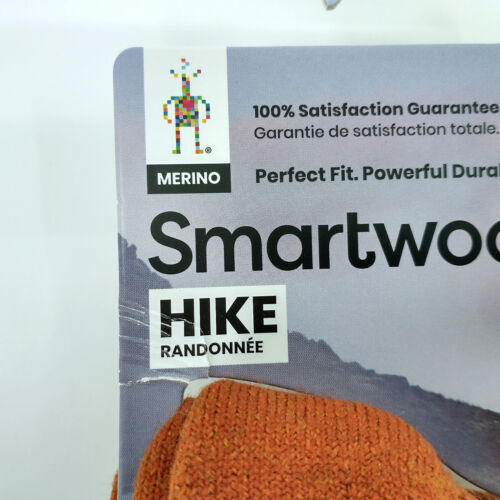 100% Satisfaction Guarantee
Garantie de satisfaction totale.
MERINO
Perfect Fit. Powerful Dura
Smartwoo
HIKE
RANDONNÉE